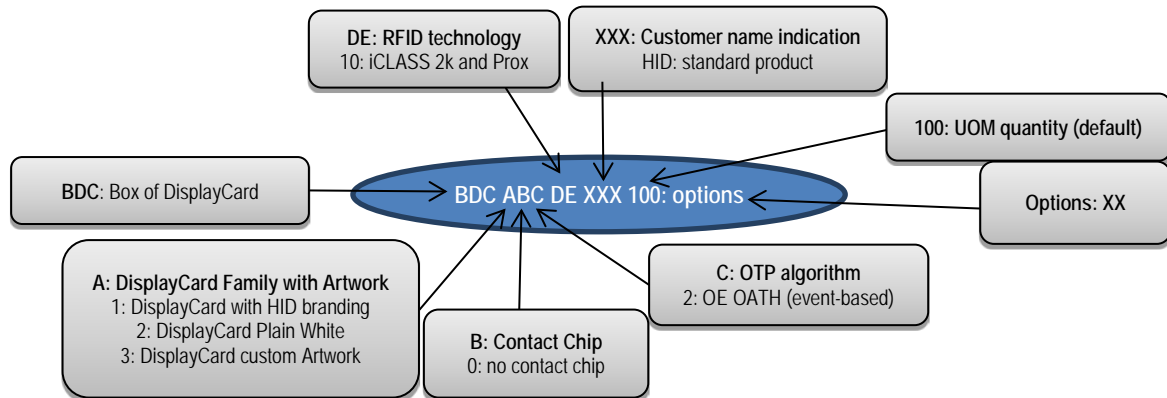 DE: RFID technology
10: iCLASS 2k and Prox
XXX: Customer name indication
HID: standard product
100: UOM quantity (default)
BDC: Box of DisplayCard
BDC ABC DE XXX 100: options
Options: XX
A: DisplayCard Family with Artwork
1: DisplayCard with HID branding
2: DisplayCard Plain White
3: DisplayCard custom Artwork
B: Contact Chip
0: no contact chip
C: OTP algorithm
2: OE OATH (event-based)